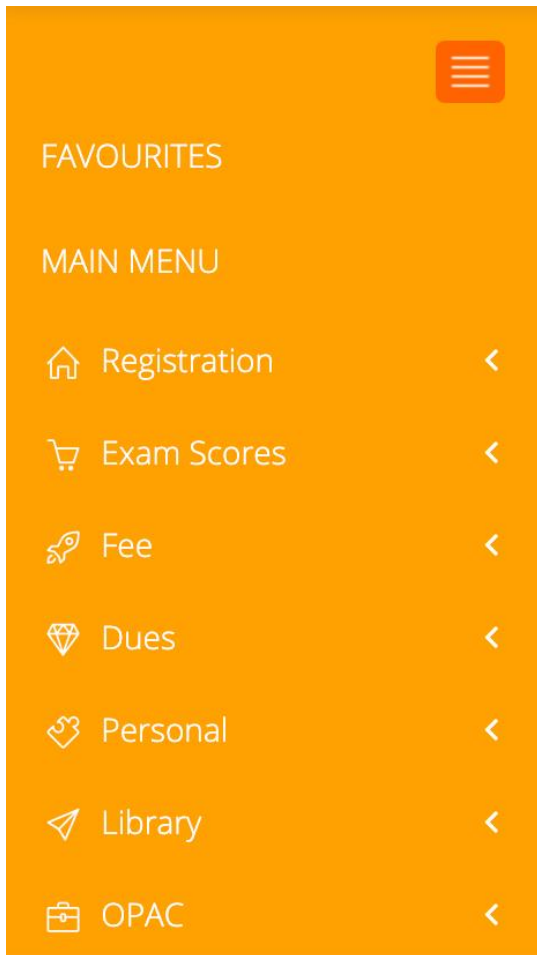 FAVOURITES
MAIN MENU
Registration
Exam Scores
Fee
Dues
Personal
Library
OPAC